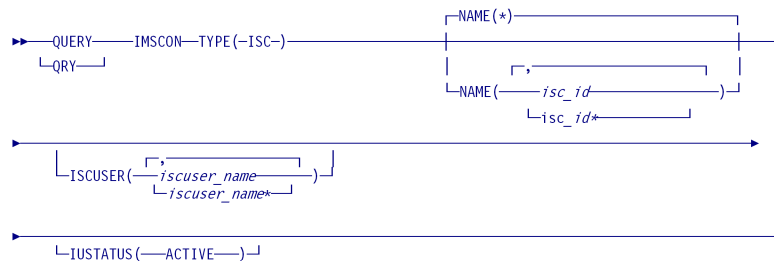 NAME(*)
QUERY IMSCON TYPE(ISC)
QRY
,
NAME( isc_id )
isc_id*
,
ISCUSER( iscuser_name )
iscuser_name*
IUSTATUS( ACTIVE )